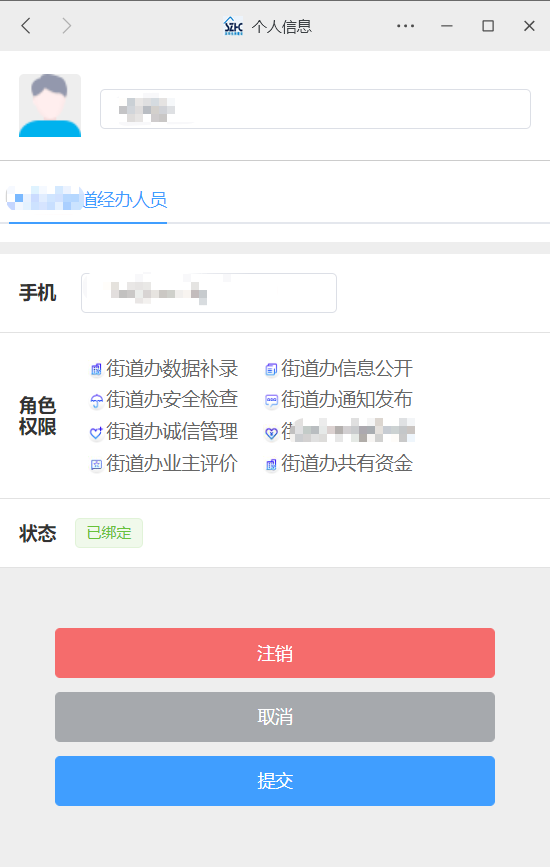 个人信息
道经办人员
手机
角色
权限
街道办数据补录 街道办信息公开
街道办安全检查 街道办通知发布
街道办诚信管理
街道办业主评价 街道办共有资金
状态 已绑定
注销
取消
提交